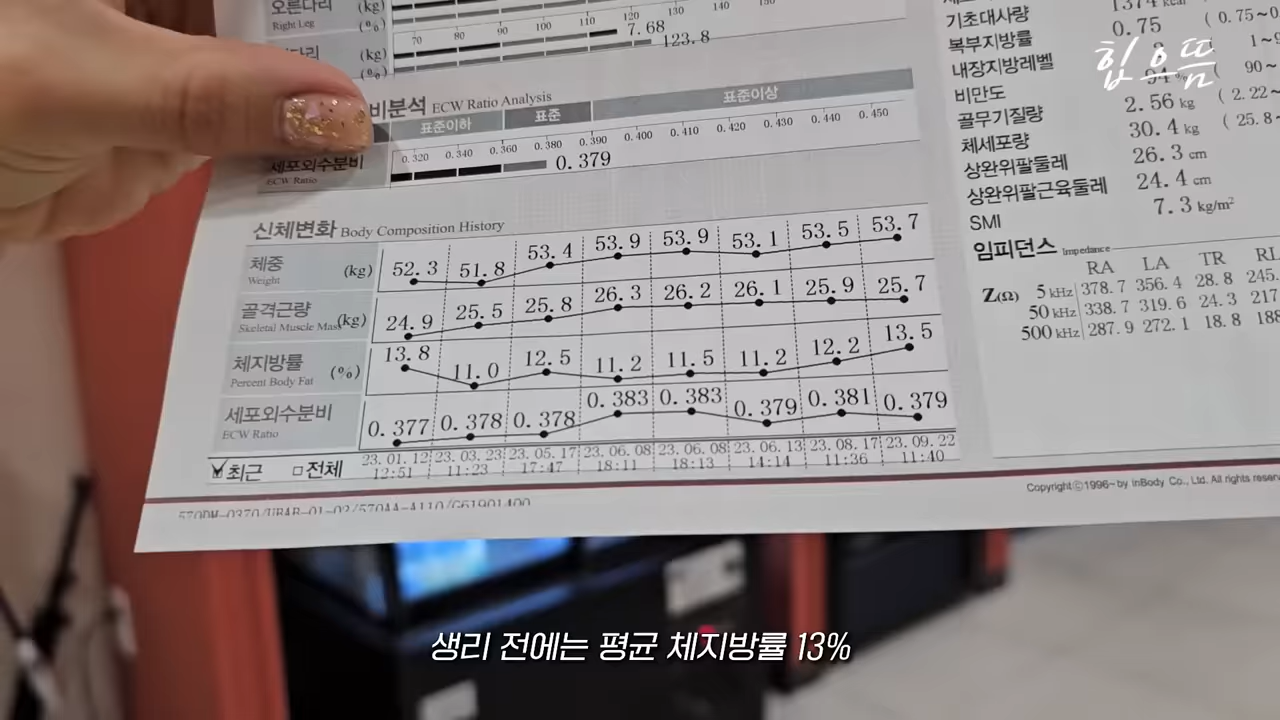 오른다리 (kg)
Right Leg (%)
70 80 90 100 110 120 130 140 150
7.68
다리 (kg)
(%)
123.8
비분석 ECW Ratio Analysis
표준이하 표준 표준이상
세포외수분비
ECW Ratio
0.320 0.340 0.360 0.380 0.390 0.400 0.410 0.420 0.430 0.440 0.450
0.379
신체변화 Body Composition History
체중 (kg) 52.3 51.8 53.4 53.9 53.9 53.1 53.5 53.7
Weight
골격근량 (kg) 24.9 25.5 25.8 26.3 26.2 26.1 25.9 25.7
Skeletal Muscle Mass
체지방률 (%) 13.8 11.0 12.5 11.2 11.5 11.2 12.2 13.5
Percent Body Fat
세포외수분비 0.377 0.378 0.378 0.383 0.383 0.379 0.381 0.379
ECW Ratio
최근 전체 23.01.12 23.03.23 23.05.17 23.06.08 23.06.08 23.06.13 23.08.17 23.09.22
12:51 11:23 17:47 18:11 18:13 14:14 11:36 11:40
1374 kcal
기초대사량 0.75 ( 0.75~0
복부지방률 1~9
내장지방레벨 94 % ( 90~
비만도 2.56 kg ( 2.22~
골무기질량 30.4 kg ( 25.8~
체세포량 26.3 cm
상완위팔둘레 24.4 cm
상완위팔근육둘레 7.3 kg/m²
SMI
임피던스 Impedance
RA LA TR RL
Z(Ω) 5 kHz 378.7 356.4 28.8 245.
50 kHz 338.7 319.6 24.3 217
500 kHz 287.9 272.1 18.8 188
Copyright©1996~ by InBody Co., Ltd. All rights reser
힙으뜸
생리 전에는 평균 체지방률 13%